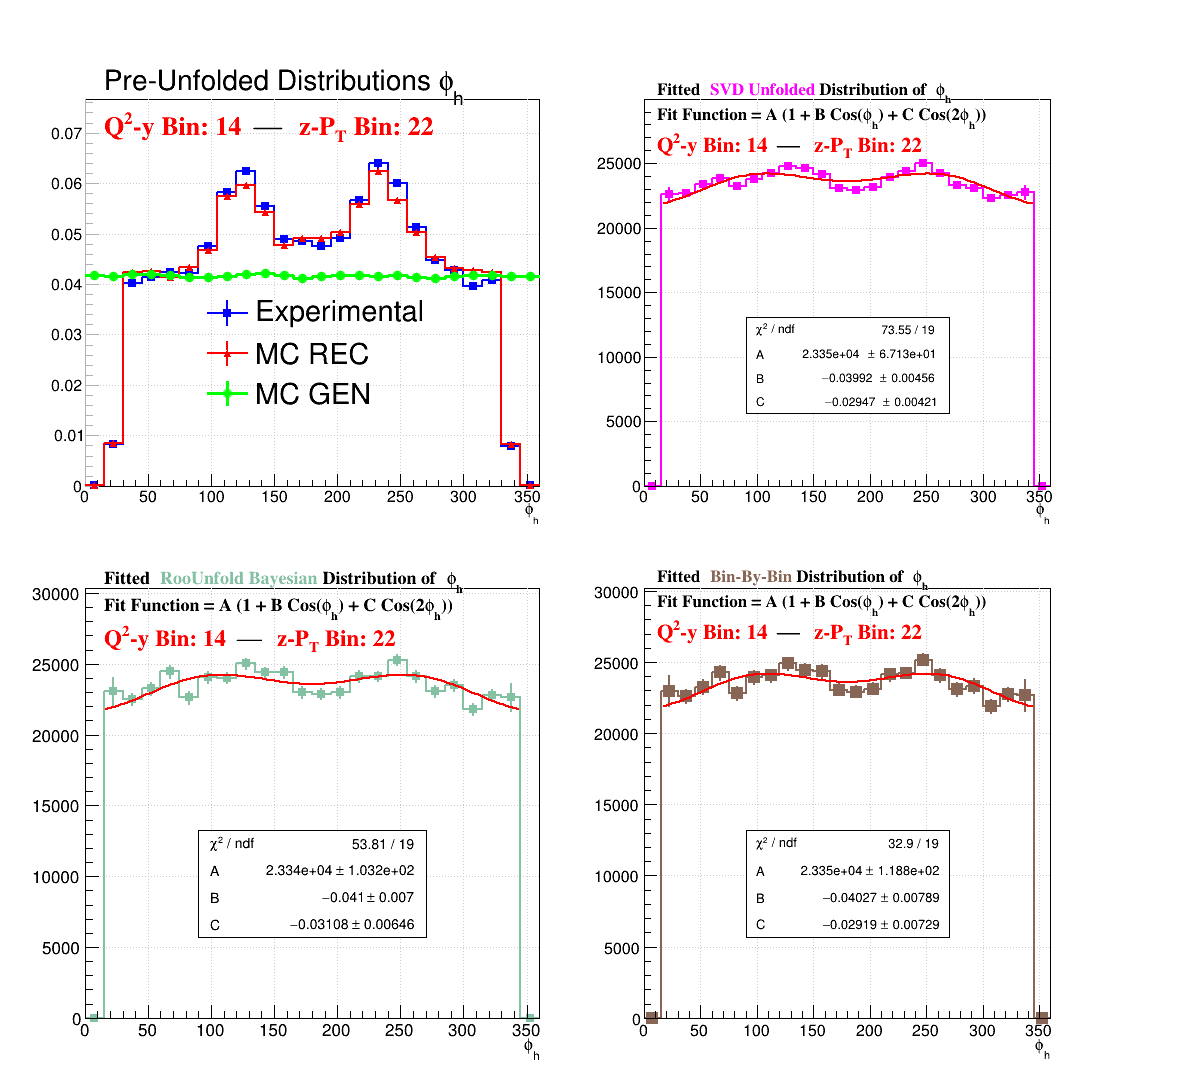 Pre-Unfolded Distributions ϕh
Q2-y Bin: 14 — z-PT Bin: 22
0.07
0.06
0.05
0.04
0.03
0.02
0.01
0
Experimental
MC REC
MC GEN
0 50 100 150 200 250 300 350
ϕh
Fitted SVD Unfolded Distribution of ϕh
Fit Function = A (1 + B Cos(ϕh) + C Cos(2ϕh))
Q2-y Bin: 14 — z-PT Bin: 22
25000
20000
15000
10000
5000
0
χ2 / ndf 73.55 / 19
A 2.335e+04 ± 6.713e+01
B −0.03992 ± 0.00456
C −0.02947 ± 0.00421
0 50 100 150 200 250 300 350
ϕh
Fitted RooUnfold Bayesian Distribution of ϕh
Fit Function = A (1 + B Cos(ϕh) + C Cos(2ϕh))
Q2-y Bin: 14 — z-PT Bin: 22
30000
25000
20000
15000
10000
5000
0
χ2 / ndf 53.81 / 19
A 2.334e+04 ± 1.032e+02
B −0.041 ± 0.007
C −0.03108 ± 0.00646
0 50 100 150 200 250 300 350
ϕh
Fitted Bin-By-Bin Distribution of ϕh
Fit Function = A (1 + B Cos(ϕh) + C Cos(2ϕh))
Q2-y Bin: 14 — z-PT Bin: 22
30000
25000
20000
15000
10000
5000
0
χ2 / ndf 32.9 / 19
A 2.335e+04 ± 1.188e+02
B −0.04027 ± 0.00789
C −0.02919 ± 0.00729
0 50 100 150 200 250 300 350
ϕh